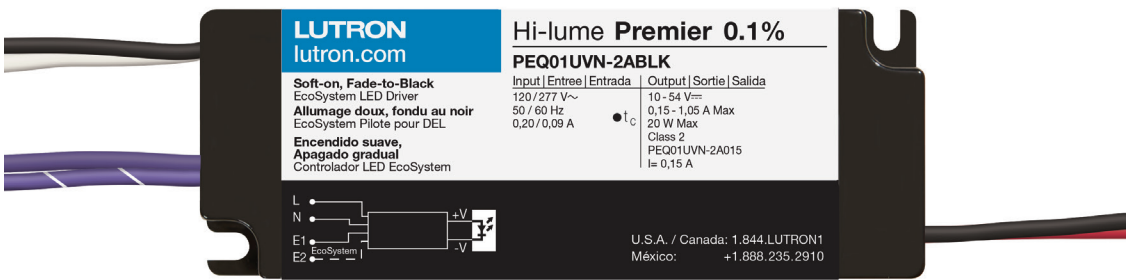 LUTRON
lutron.com
Soft-on, Fade-to-Black
EcoSystem LED Driver
Allumage doux, fondu au noir
EcoSystem Pilote pour DEL
Encendido suave,
Apagado gradual
Controlador LED EcoSystem
Hi-lume Premier 0.1%
PEQ01UVN-2ABLK
Input | Entree | Entrada
120/277 V~
50 / 60 Hz
0,20/0,09 A
tc
Output | Sortie | Salida
10 - 54 V⎓
0,15 - 1,05 A Max
20 W Max
Class 2
PEQ01UVN-2A015
I= 0,15 A
L
N
E1
EcoSystem
E2
+V
-V
U.S.A. / Canada: 1.844.LUTRON1
México: +1.888.235.2910